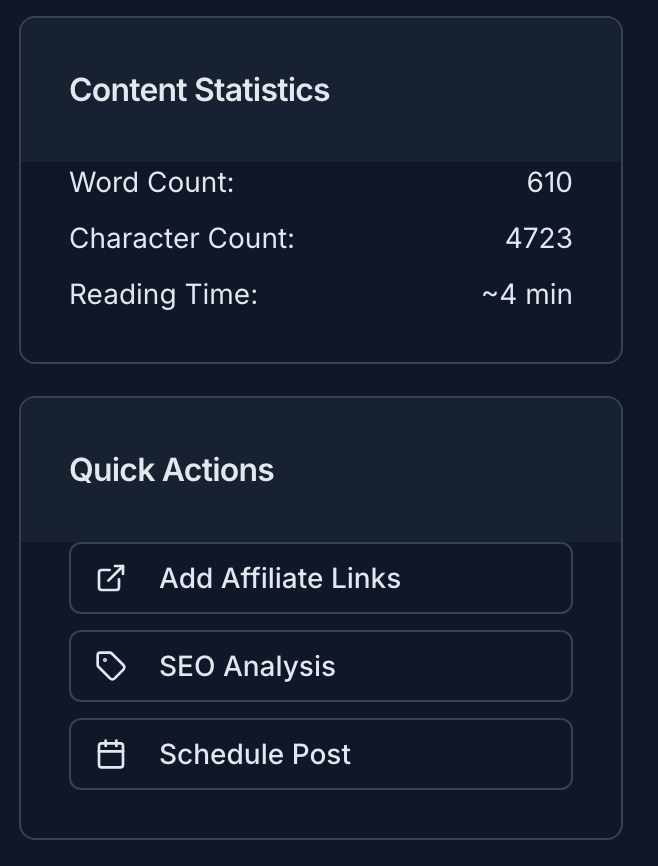 Content Statistics
Word Count: 610
Character Count: 4723
Reading Time: ~4 min
Quick Actions
Add Affiliate Links
SEO Analysis
Schedule Post